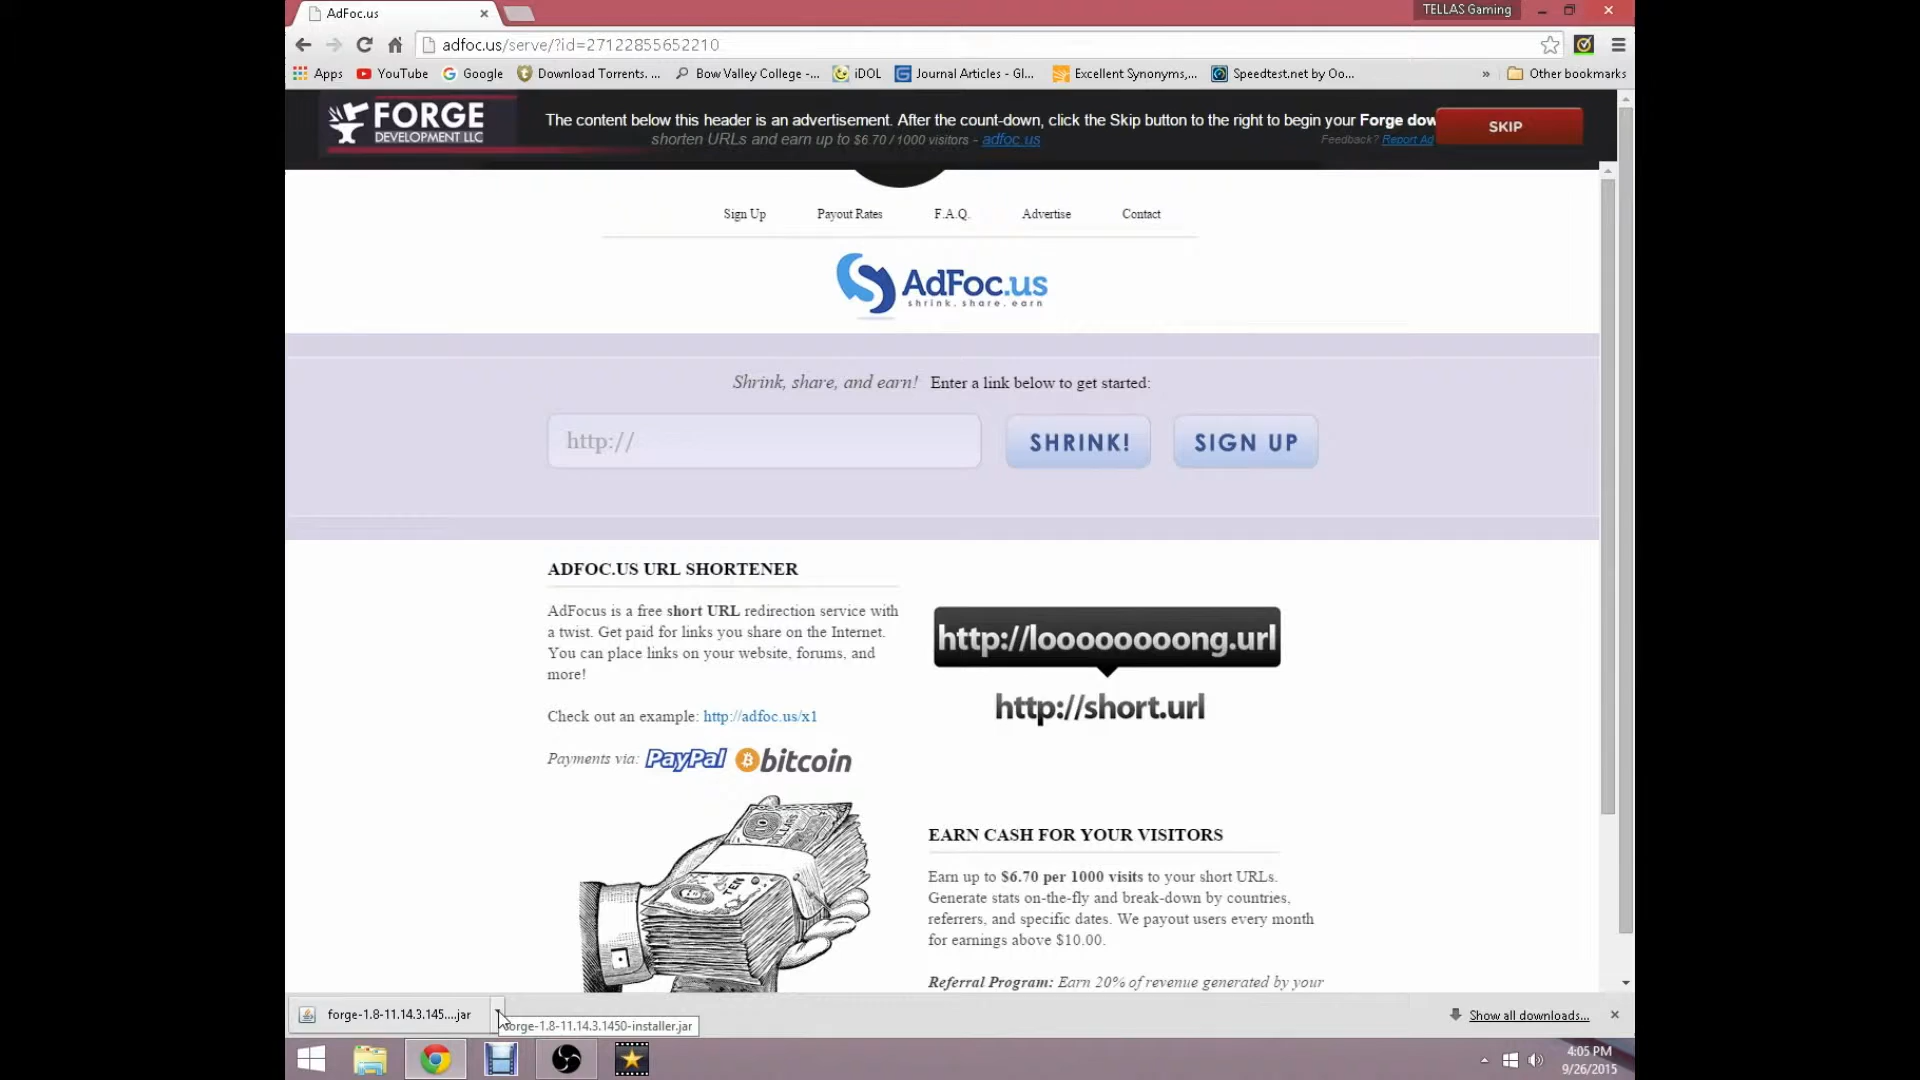 AdFoc.us
TELLAS Gaming
adfoc.us/serve/?id=27122855652210
Apps YouTube Google Download Torrents. ... Bow Valley College -... iDOL Journal Articles - Gl... Excellent Synonyms,... Speedtest.net by Oo... » Other bookmarks
FORGE
DEVELOPMENT LLC
The content below this header is an advertisement. After the count-down, click the Skip button to the right to begin your Forge dow
shorten URLs and earn up to $6.70 / 1000 visitors - adfoc.us
Feedback? Report Ad
SKIP
Sign Up Payout Rates F.A.Q. Advertise Contact
AdFoc.us
shrink. share. earn
Shrink, share, and earn! Enter a link below to get started:
http://
SHRINK!
SIGN UP
ADFOC.US URL SHORTENER
AdFocus is a free short URL redirection service with
a twist. Get paid for links you share on the Internet.
You can place links on your website, forums, and
more!
Check out an example: http://adfoc.us/x1
Payments via: PayPal bitcoin
http://loooooooong.url
http://short.url
TEN
EARN CASH FOR YOUR VISITORS
Earn up to $6.70 per 1000 visits to your short URLs.
Generate stats on-the-fly and break-down by countries,
referrers, and specific dates. We payout users every month
for earnings above $10.00.
Referral Program: Earn 20% of revenue generated by your
forge-1.8-11.14.3.145....jar
forge-1.8-11.14.3.1450-installer.jar
Show all downloads...
4:05 PM
9/26/2015